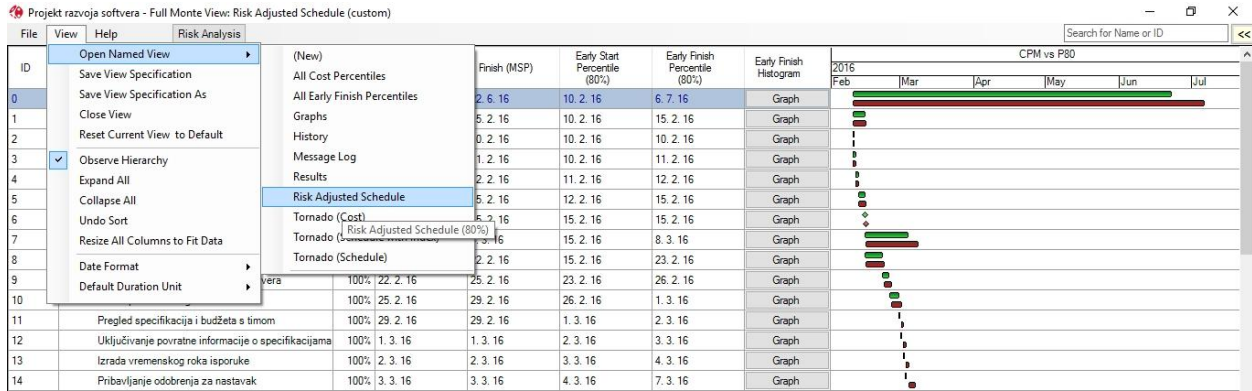 Projekt razvoja softvera - Full Monte View: Risk Adjusted Schedule (custom)
File View Help Risk Analysis Search for Name or ID <<
Open Named View
Save View Specification
Save View Specification As
Close View
Reset Current View to Default
Observe Hierarchy
Expand All
Collapse All
Undo Sort
Resize All Columns to Fit Data
Date Format
Default Duration Unit
(New)
All Cost Percentiles
All Early Finish Percentiles
Graphs
History
Message Log
Results
Risk Adjusted Schedule
Tornado (Cost)
Risk Adjusted Schedule (80%)
Tornado (Schedule)
ID Finish (MSP) Early Start Percentile (80%) Early Finish Percentile (80%) Early Finish Histogram CPM vs P80
2016
Feb Mar Apr May Jun Jul
0 2. 6. 16 10. 2. 16 6. 7. 16 Graph
1 5. 2. 16 10. 2. 16 15. 2. 16 Graph
2 0. 2. 16 10. 2. 16 10. 2. 16 Graph
3 1. 2. 16 10. 2. 16 11. 2. 16 Graph
4 2. 2. 16 11. 2. 16 12. 2. 16 Graph
5 5. 2. 16 12. 2. 16 15. 2. 16 Graph
6 15. 2. 16 15. 2. 16 Graph
7 15. 2. 16 8. 3. 16 Graph
8 2. 2. 16 15. 2. 16 23. 2. 16 Graph
9 vera 100% 22. 2. 16 25. 2. 16 23. 2. 16 26. 2. 16 Graph
10 100% 25. 2. 16 29. 2. 16 26. 2. 16 1. 3. 16 Graph
11 Pregled specifikacija i budžeta s timom 100% 29. 2. 16 29. 2. 16 1. 3. 16 2. 3. 16 Graph
12 Uključivanje povratne informacije o specifikacijama 100% 1. 3. 16 1. 3. 16 2. 3. 16 3. 3. 16 Graph
13 Izrada vremenskog roka isporuke 100% 2. 3. 16 2. 3. 16 3. 3. 16 4. 3. 16 Graph
14 Pribavljanje odobrenja za nastavak 100% 3. 3. 16 3. 3. 16 4. 3. 16 7. 3. 16 Graph